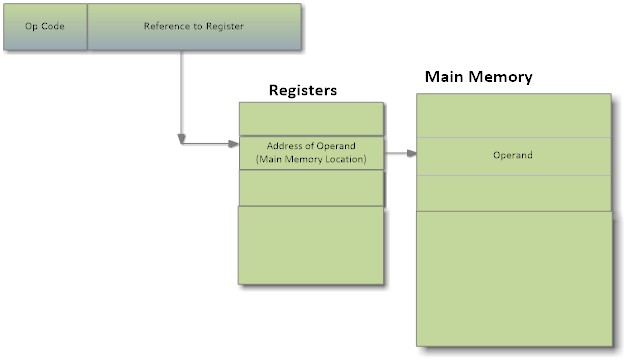 Op Code
Reference to Register
Registers
Main Memory
Address of Operand
(Main Memory Location)
Operand